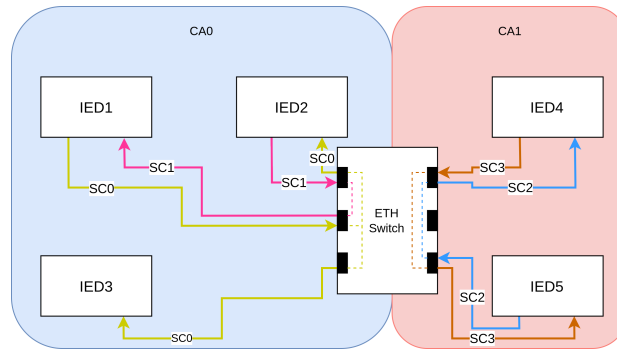 CA0
CA1
IED1
IED2
IED4
SC0
SC1
SC3
SC1
SC2
SC0
ETH
Switch
IED3
IED5
SC2
SC0
SC3